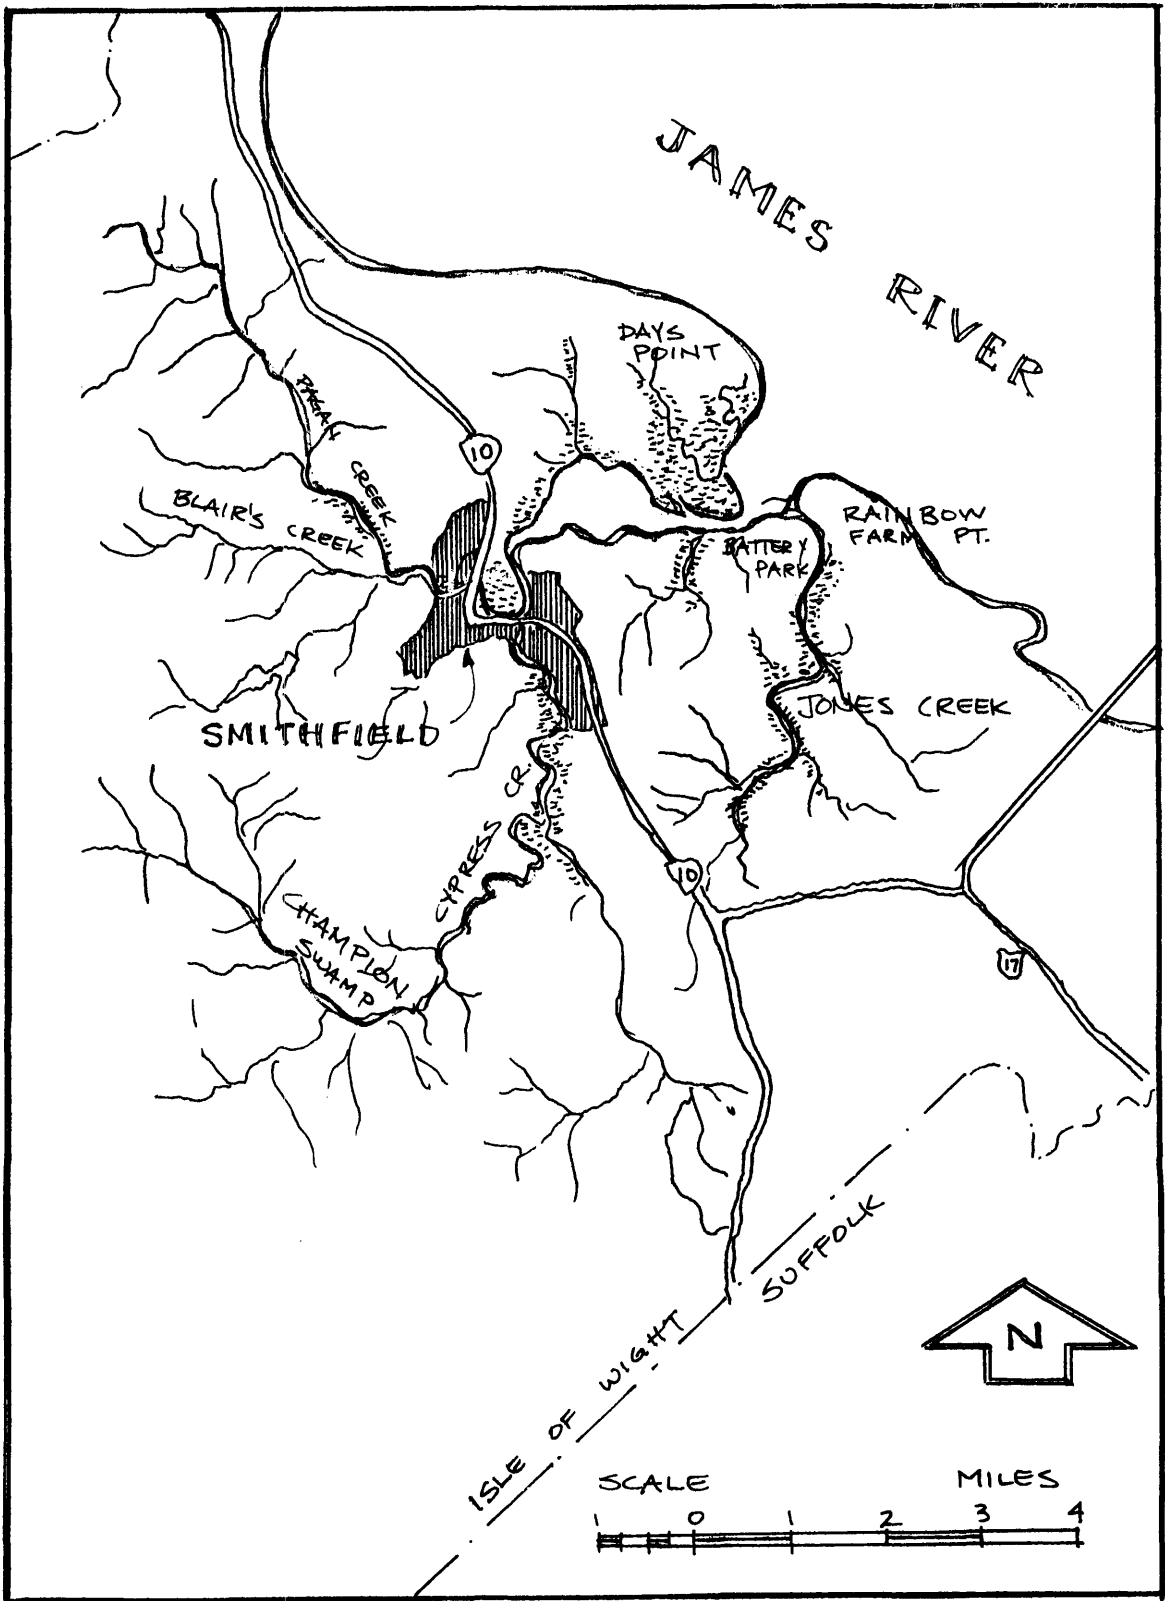 JAMES
RIVER
DAYS
POINT
PAGAN
CREEK
10
BLAIR'S CREEK
RAINBOW
FARM PT.
BATTERY
PARK
JONES CREEK
SMITHFIELD
CYPRESS CR.
10
CHAMPION
SWAMP
17
SUFFOLK
ISLE OF WIGHT
N
SCALE MILES
1 0 1 2 3 4